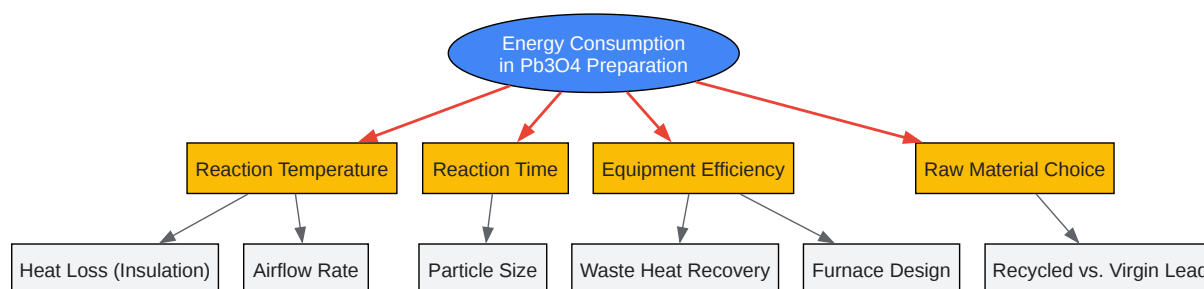 Energy Consumption
in Pb3O4 Preparation
Reaction Temperature
Reaction Time
Equipment Efficiency
Raw Material Choice
Heat Loss (Insulation)
Airflow Rate
Particle Size
Waste Heat Recovery
Furnace Design
Recycled vs. Virgin Lead